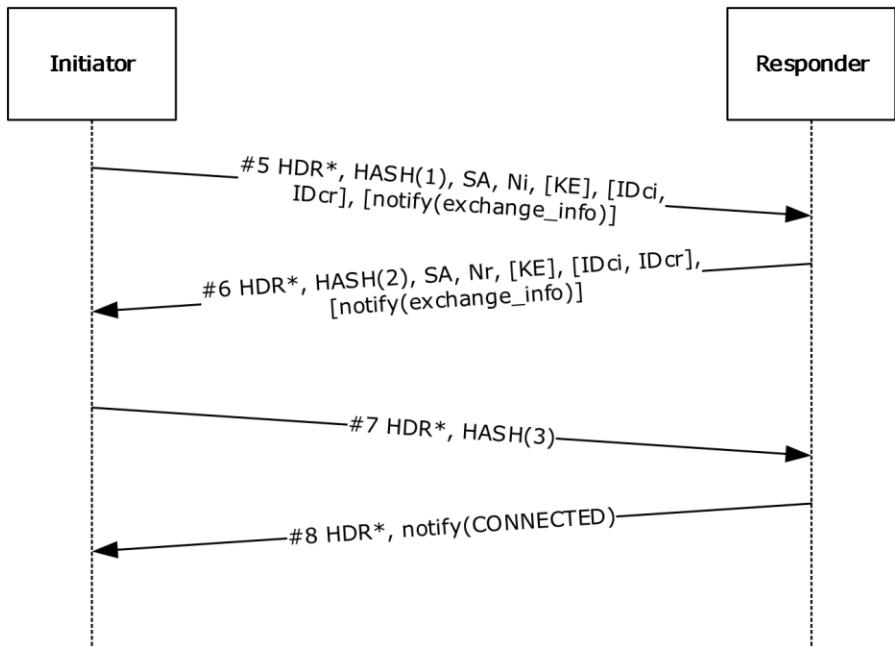 Initiator
Responder
#5 HDR*, HASH(1), SA, Ni, [KE], [IDci,
IDcr], [notify(exchange_info)]
#6 HDR*, HASH(2), SA, Nr, [KE], [IDci, IDcr],
[notify(exchange_info)]
#7 HDR*, HASH(3)
#8 HDR*, notify(CONNECTED)